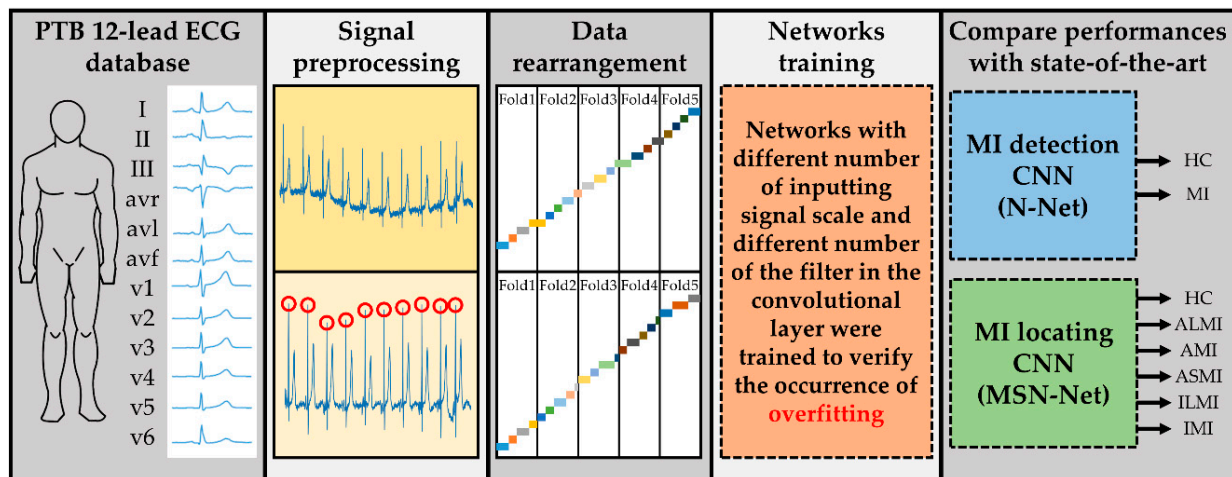 PTB 12-lead ECG
database
I
II
III
avr
avl
avf
v1
v2
v3
v4
v5
v6
Signal
preprocessing
Data
rearrangement
Fold1 Fold2 Fold3 Fold4 Fold5
Fold1 Fold2 Fold3 Fold4 Fold5
Networks
training
Networks with
different number
of inputting
signal scale and
different number
of the filter in the
convolutional
layer were
trained to verify
the occurrence of
overfitting
Compare performances
with state-of-the-art
MI detection
CNN
(N-Net)
HC
MI
MI locating
CNN
(MSN-Net)
HC
ALMI
AMI
ASMI
ILMI
IMI